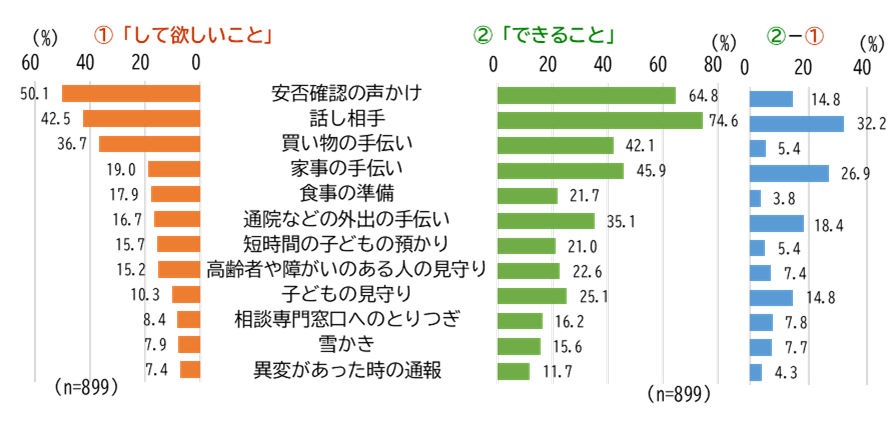 ①「して欲しいこと」
②「できること」
②－①
(%)
(%)
(%)
60 40 20 0
0 20 40 60 80
0 20 40
50.1 安否確認の声かけ 64.8 14.8
42.5 話し相手 74.6 32.2
36.7 買い物の手伝い 42.1 5.4
19.0 家事の手伝い 45.9 26.9
17.9 食事の準備 21.7 3.8
16.7 通院などの外出の手伝い 35.1 18.4
15.7 短時間の子どもの預かり 21.0 5.4
15.2 高齢者や障がいのある人の見守り 22.6 7.4
10.3 子どもの見守り 25.1 14.8
8.4 相談専門窓口へのとりつぎ 16.2 7.8
7.9 雪かき 15.6 7.7
7.4 異変があった時の通報 11.7 4.3
(n=899)
(n=899)